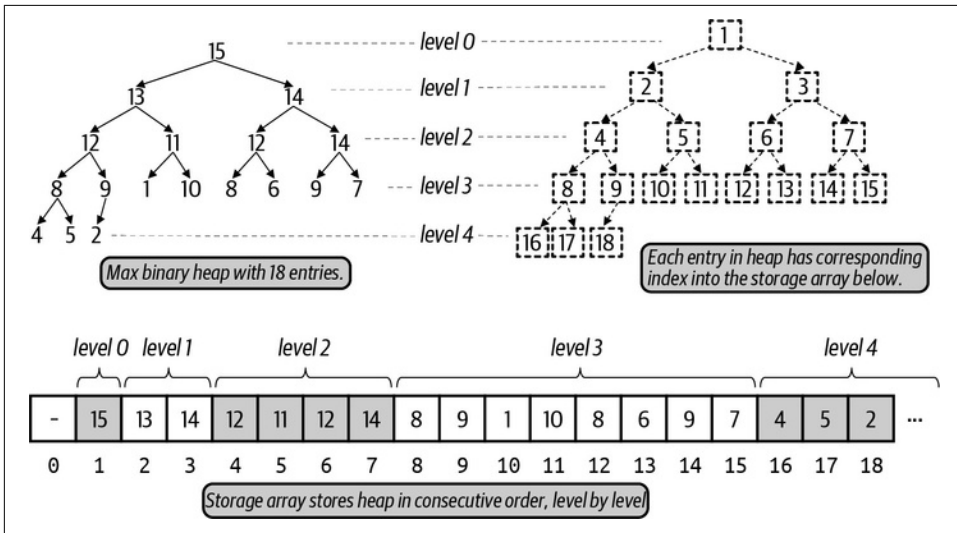 15 level 0 1
13 14 level 1 2 3
12 11 12 14 level 2 4 5 6 7
8 9 1 10 8 6 9 7 level 3 8 9 10 11 12 13 14 15
4 5 2 level 4 16 17 18
Max binary heap with 18 entries.
Each entry in heap has corresponding
index into the storage array below.
level 0 level 1 level 2 level 3 level 4
- 15 13 14 12 11 12 14 8 9 1 10 8 6 9 7 4 5 2 ...
0 1 2 3 4 5 6 7 8 9 10 11 12 13 14 15 16 17 18
Storage array stores heap in consecutive order, level by level